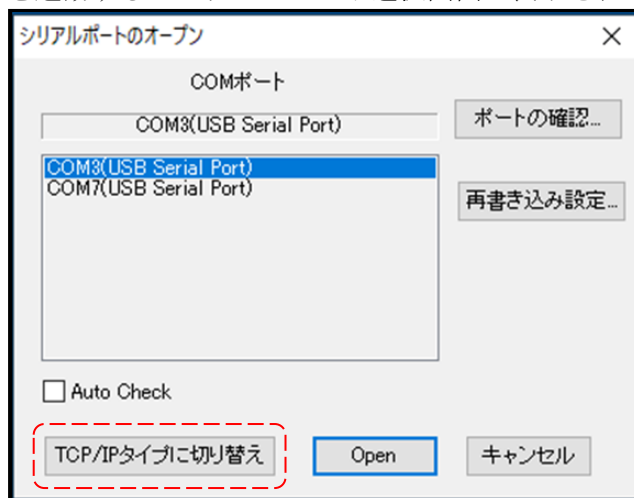 シリアルポートのオープン
COMポート
COM3(USB Serial Port)
ポートの確認...
COM3(USB Serial Port)
COM7(USB Serial Port)
再書き込み設定...
Auto Check
TCP/IPタイプに切り替え
Open
キャンセル